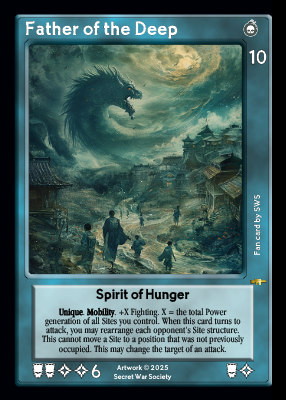 Father of the Deep
10
Fan card by SWS
Spirit of Hunger
Unique. Mobility. +X Fighting. X = the total Power
generation of all Sites you control. When this card turns to
attack, you may rearrange each opponent's Site structure.
This cannot move a Site to a position that was not previously
occupied. This may change the target of an attack.
6
Artwork © 2025
Secret War Society